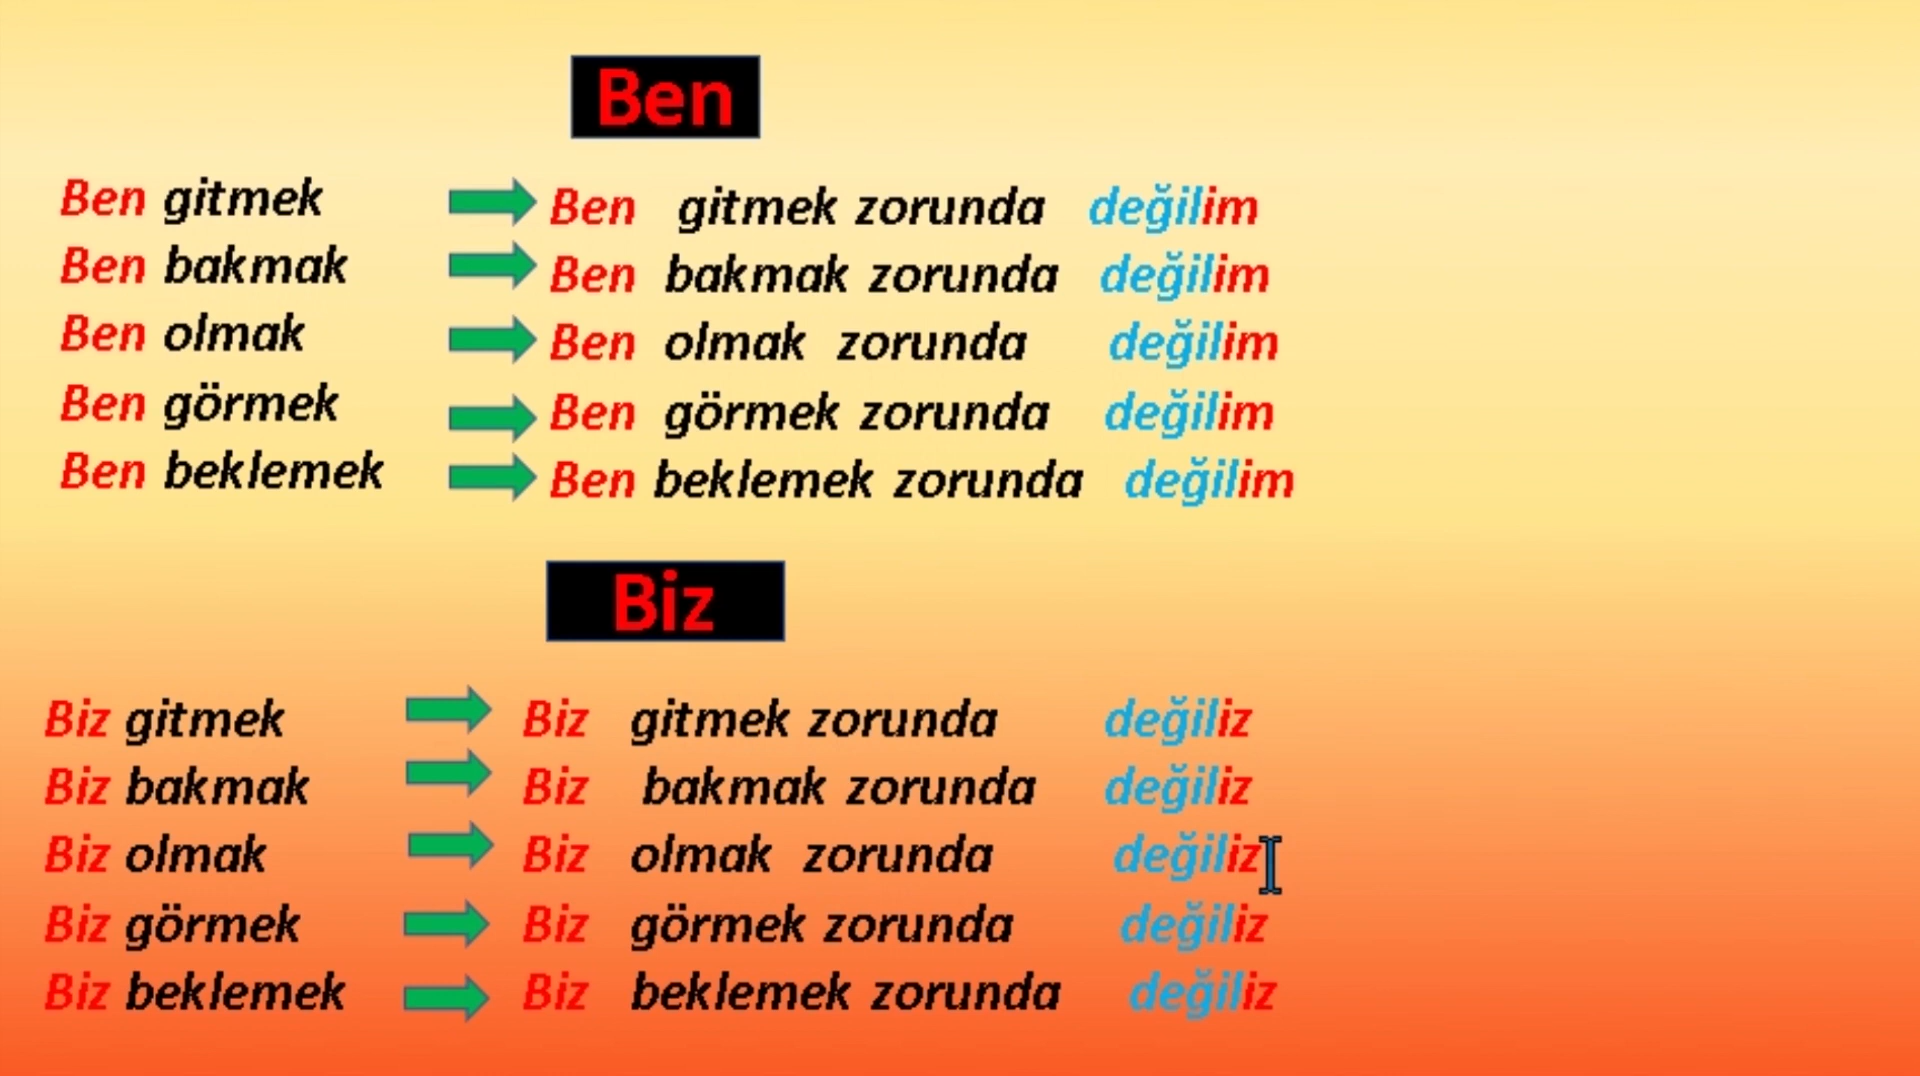 Ben
Ben gitmek Ben gitmek zorunda değilim
Ben bakmak Ben bakmak zorunda değilim
Ben olmak Ben olmak zorunda değilim
Ben görmek Ben görmek zorunda değilim
Ben beklemek Ben beklemek zorunda değilim
Biz
Biz gitmek Biz gitmek zorunda değiliz
Biz bakmak Biz bakmak zorunda değiliz
Biz olmak Biz olmak zorunda değiliz
Biz görmek Biz görmek zorunda değiliz
Biz beklemek Biz beklemek zorunda değiliz